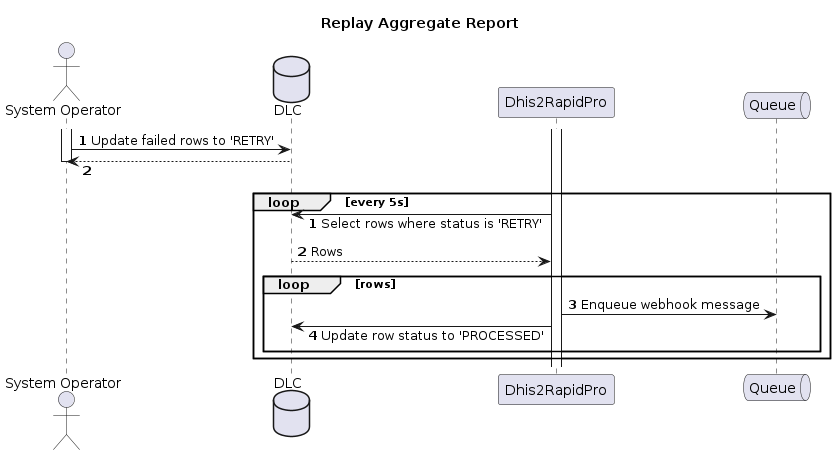 Replay Aggregate Report
System Operator
DLC
Dhis2RapidPro
Queue
1 Update failed rows to 'RETRY'
2
loop [every 5s]
1 Select rows where status is 'RETRY'
2 Rows
loop [rows]
3 Enqueue webhook message
4 Update row status to 'PROCESSED'
System Operator
DLC
Dhis2RapidPro
Queue